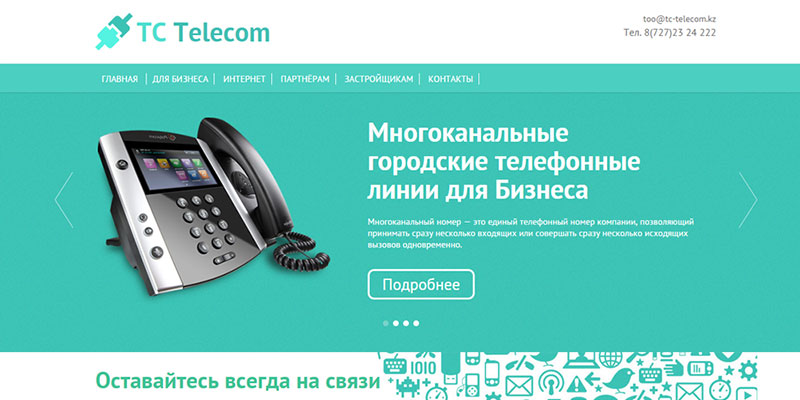 TC Telecom
too@tc-telecom.kz
Тел. 8(727)23 24 222
ГЛАВНАЯ
ДЛЯ БИЗНЕСА
ИНТЕРНЕТ
ПАРТНЁРАМ
ЗАСТРОЙЩИКАМ
КОНТАКТЫ
Многоканальные
городские телефонные
линии для Бизнеса
Многоканальный номер — это единый телефонный номер компании, позволяющий
принимать сразу несколько входящих или совершать сразу несколько исходящих
вызовов одновременно.
Подробнее
Оставайтесь всегда на связи
1010